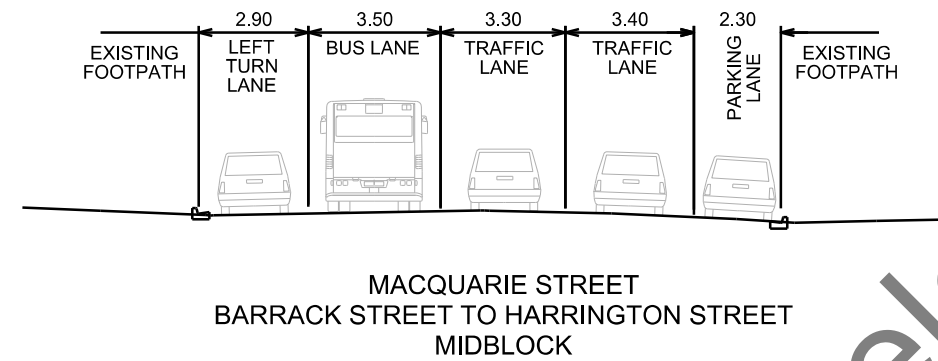 2.90 3.50 3.30 3.40 2.30
EXISTING
FOOTPATH
LEFT
TURN
LANE
BUS LANE
TRAFFIC
LANE
TRAFFIC
LANE
PARKING
LANE
EXISTING
FOOTPATH
MACQUARIE STREET
BARRACK STREET TO HARRINGTON STREET
MIDBLOCK